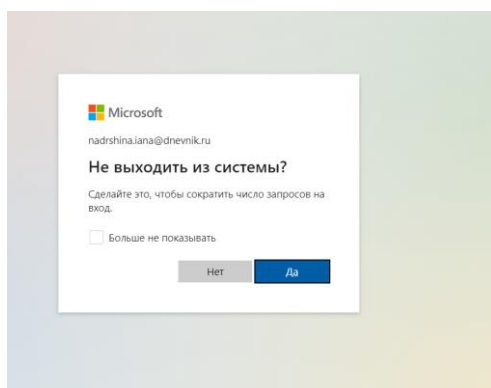 Microsoft
nadrshina.iana@dnevnik.ru
Не выходить из системы?
Сделайте это, чтобы сократить число запросов на
вход.
Больше не показывать
Нет
Да